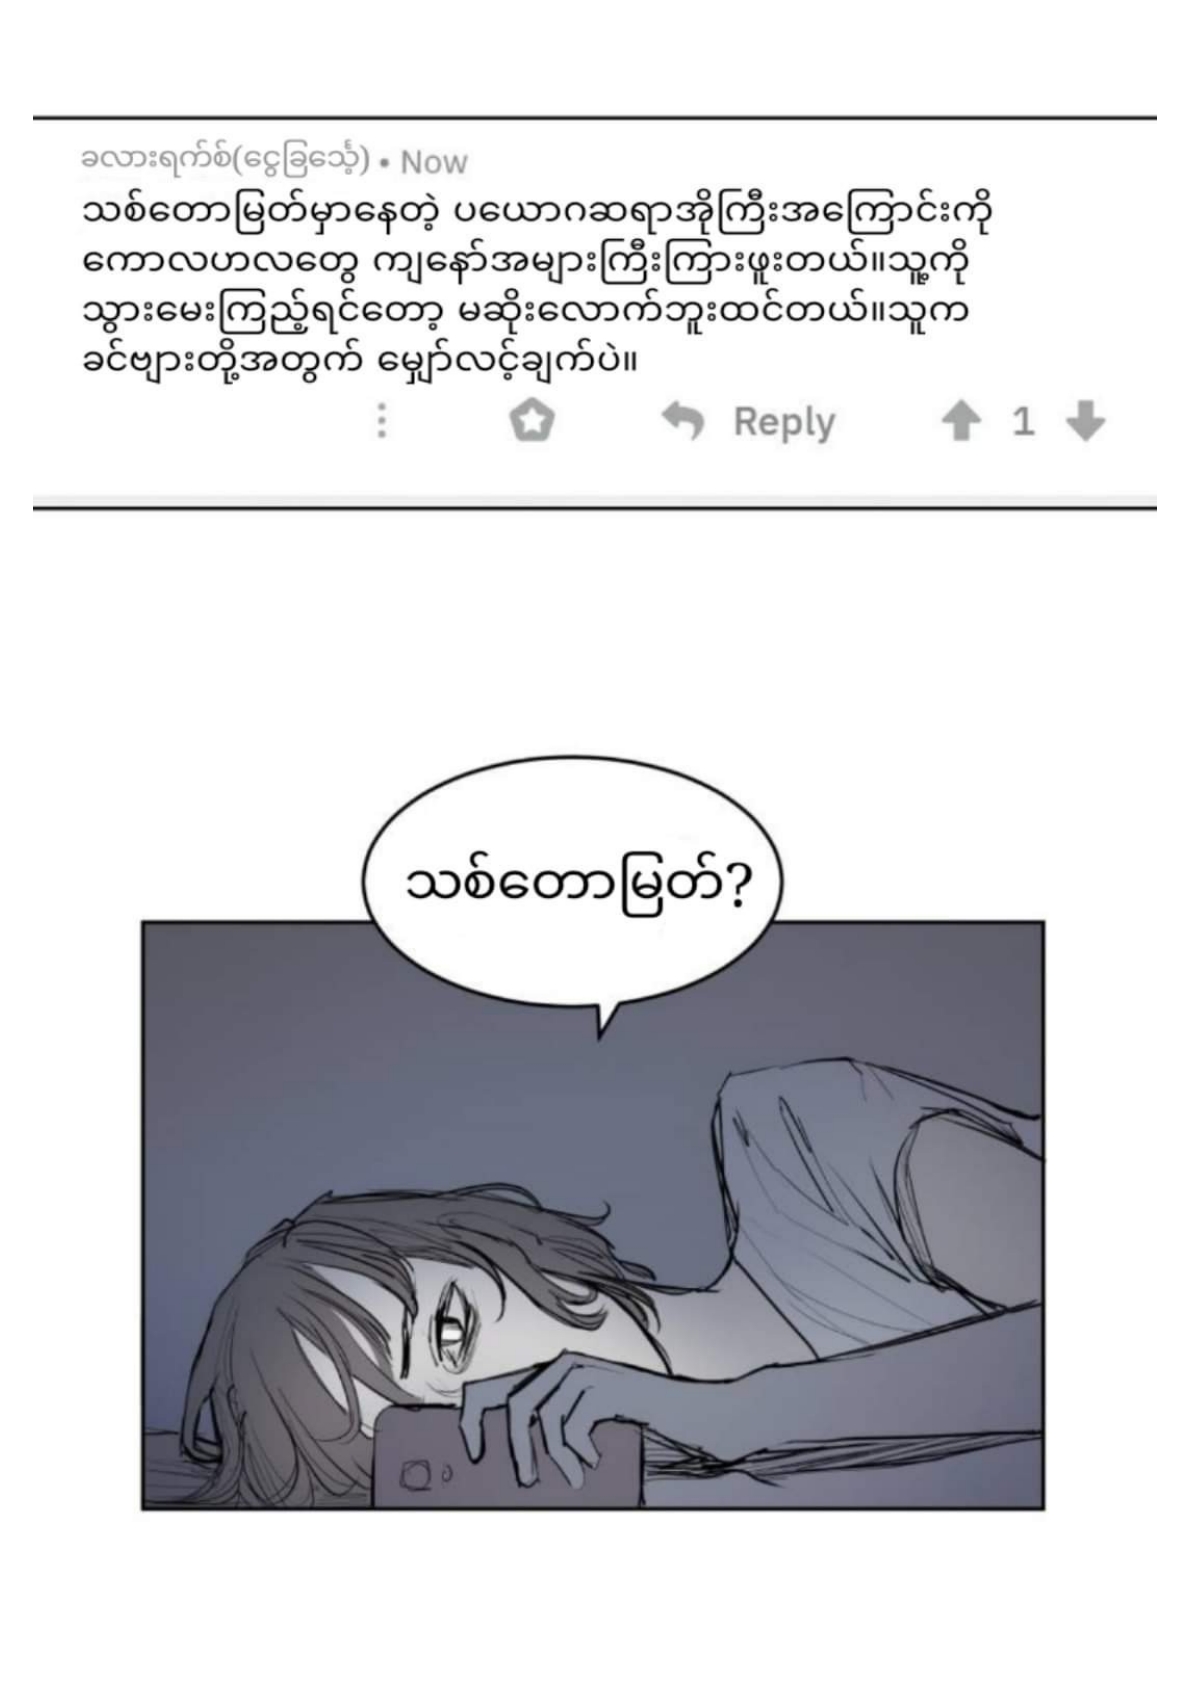 ခလားရက်စ်(ငွေခြင်္သေ့) • Now
သစ်တောမြတ်မှာနေတဲ့ ပယောဂဆရာအိုကြီးအကြောင်းကို
ကောလဟလတွေ ကျနော်အများကြီးကြားဖူးတယ်။သူ့ကို
သွားမေးကြည့်ရင်တော့ မဆိုးလောက်ဘူးထင်တယ်။သူက
ခင်ဗျားတို့အတွက် မျှော်လင့်ချက်ပဲ။
Reply 1
သစ်တောမြတ်?